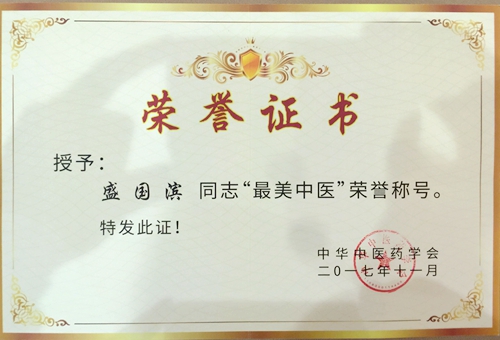 荣誉证书
授予：
盛国滨 同志“最美中医”荣誉称号。
特发此证！
中华中医药学会
二〇一七年十一月